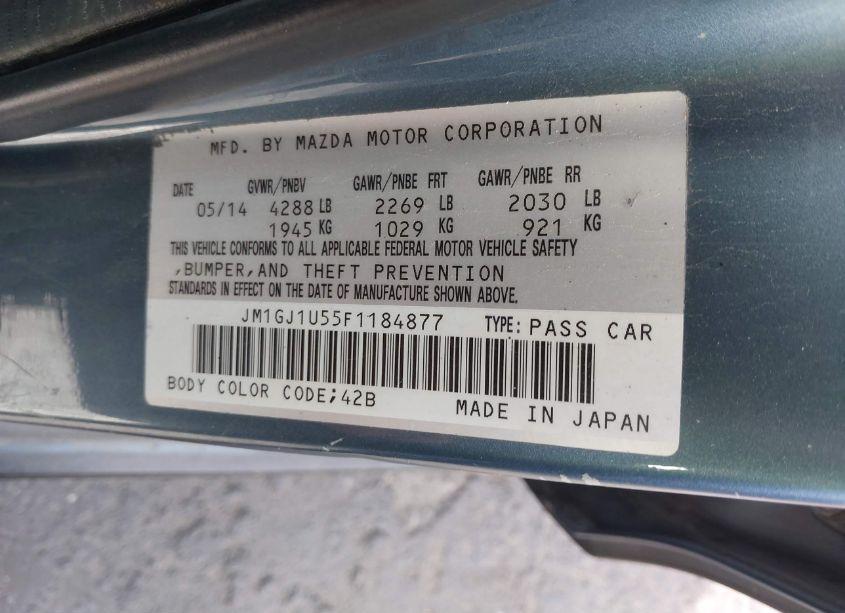 MFD. BY MAZDA MOTOR CORPORATION
DATE GVWR/PNBV GAWR/PNBE FRT GAWR/PNBE RR
05/14 4288 LB 2269 LB 2030 LB
1945 KG 1029 KG 921 KG
THIS VEHICLE CONFORMS TO ALL APPLICABLE FEDERAL MOTOR VEHICLE SAFETY
,BUMPER,AND THEFT PREVENTION
STANDARDS IN EFFECT ON THE DATE OF MANUFACTURE SHOWN ABOVE.
JM1GJ1U55F1184877 TYPE: PASS CAR
BODY COLOR CODE;42B
MADE IN JAPAN